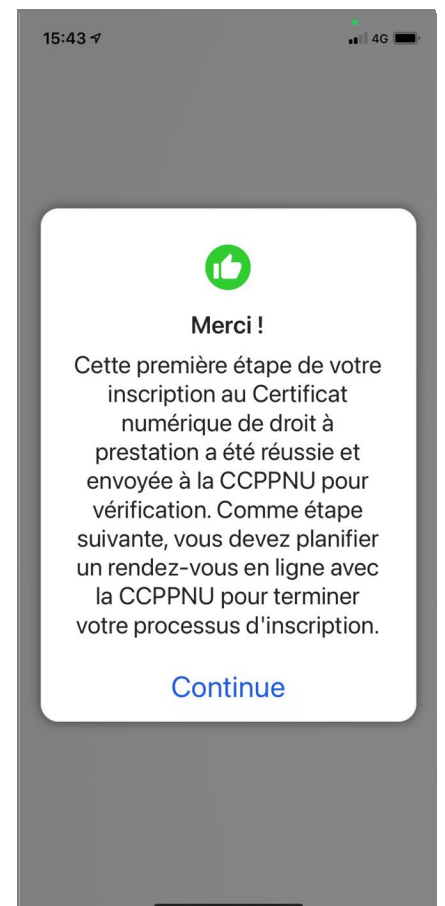 15:43
4G
Merci !
Cette première étape de votre
inscription au Certificat
numérique de droit à
prestation a été réussie et
envoyée à la CCPPNU pour
vérification. Comme étape
suivante, vous devez planifier
un rendez-vous en ligne avec
la CCPPNU pour terminer
votre processus d'inscription.
Continue